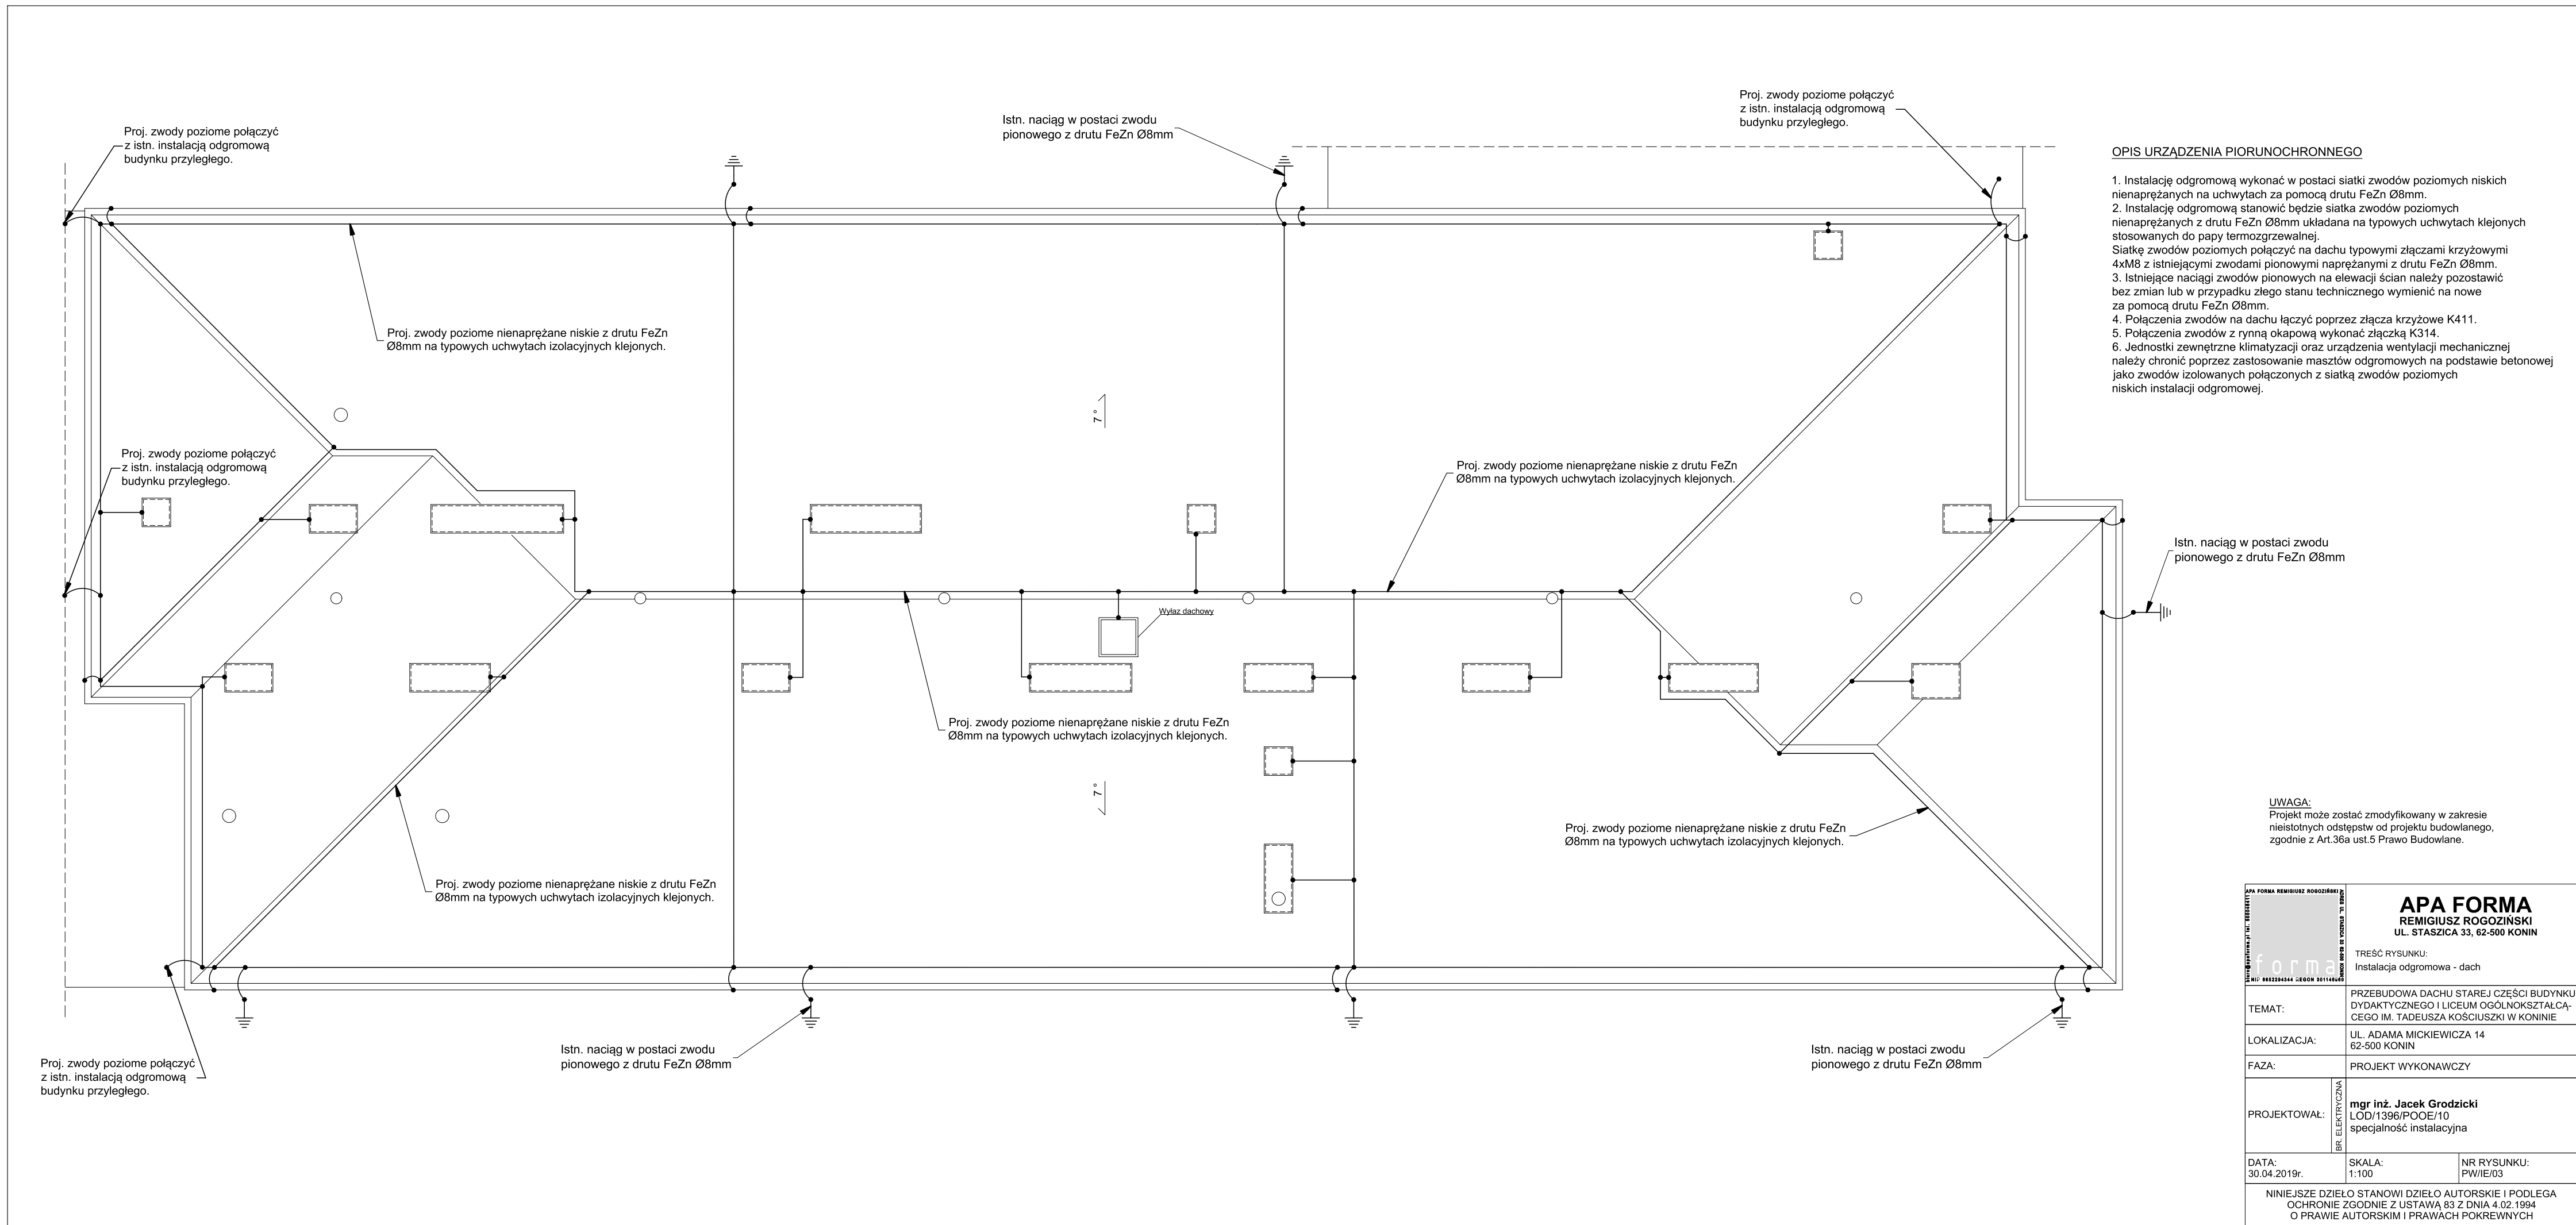 Proj. zwody poziome połączyć
z istn. instalacją odgromową
budynku przyległego.
Istn. naciąg w postaci zwodu
pionowego z drutu FeZn Ø8mm
Proj. zwody poziome połączyć
z istn. instalacją odgromową
budynku przyległego.
OPIS URZĄDZENIA PIORUNOCHRONNEGO
1. Instalację odgromową wykonać w postaci siatki zwodów poziomych niskich
nienaprężanych na uchwytach za pomocą drutu FeZn Ø8mm.
2. Instalację odgromową stanowić będzie siatka zwodów poziomych
nienaprężanych z drutu FeZn Ø8mm układana na typowych uchwytach klejonych
stosowanych do papy termozgrzewalnej.
Siatkę zwodów poziomych połączyć na dachu typowymi złączami krzyżowymi
4xM8 z istniejącymi zwodami pionowymi naprężanymi z drutu FeZn Ø8mm.
3. Istniejące naciągi zwodów pionowych na elewacji ścian należy pozostawić
bez zmian lub w przypadku złego stanu technicznego wymienić na nowe
za pomocą drutu FeZn Ø8mm.
4. Połączenia zwodów na dachu łączyć poprzez złącza krzyżowe K411.
5. Połączenia zwodów z rynną okapową wykonać złączką K314.
6. Jednostki zewnętrzne klimatyzacji oraz urządzenia wentylacji mechanicznej
należy chronić poprzez zastosowanie masztów odgromowych na podstawie betonowej
jako zwodów izolowanych połączonych z siatką zwodów poziomych
niskich instalacji odgromowej.
Proj. zwody poziome nienaprężane niskie z drutu FeZn
Ø8mm na typowych uchwytach izolacyjnych klejonych.
7°
Proj. zwody poziome połączyć
z istn. instalacją odgromową
budynku przyległego.
Proj. zwody poziome nienaprężane niskie z drutu FeZn
Ø8mm na typowych uchwytach izolacyjnych klejonych.
Istn. naciąg w postaci zwodu
pionowego z drutu FeZn Ø8mm
Wyłaz dachowy
Proj. zwody poziome nienaprężane niskie z drutu FeZn
Ø8mm na typowych uchwytach izolacyjnych klejonych.
7°
Proj. zwody poziome nienaprężane niskie z drutu FeZn
Ø8mm na typowych uchwytach izolacyjnych klejonych.
Proj. zwody poziome nienaprężane niskie z drutu FeZn
Ø8mm na typowych uchwytach izolacyjnych klejonych.
Proj. zwody poziome połączyć
z istn. instalacją odgromową
budynku przyległego.
Istn. naciąg w postaci zwodu
pionowego z drutu FeZn Ø8mm
Istn. naciąg w postaci zwodu
pionowego z drutu FeZn Ø8mm
UWAGA:
Projekt może zostać zmodyfikowany w zakresie
nieistotnych odstępstw od projektu budowlanego,
zgodnie z Art.36a ust.5 Prawo Budowlane.
APA FORMA REMIGIUSZ ROGOZIŃSKI
ADRES UL. STASZICA 33 62-500 KONIN
forma
APA FORMA
REMIGIUSZ ROGOZIŃSKI
UL. STASZICA 33, 62-500 KONIN
TREŚĆ RYSUNKU:
Instalacja odgromowa - dach
TEMAT:
PRZEBUDOWA DACHU STAREJ CZĘŚCI BUDYNKU
DYDAKTYCZNEGO I LICEUM OGÓLNOKSZTAŁCĄ-
CEGO IM. TADEUSZA KOŚCIUSZKI W KONINIE
LOKALIZACJA:
UL. ADAMA MICKIEWICZA 14
62-500 KONIN
FAZA:
PROJEKT WYKONAWCZY
PROJEKTOWAŁ:
BR. ELEKTRYCZNA
mgr inż. Jacek Grodzicki
LOD/1396/POOE/10
specjalność instalacyjna
DATA:
30.04.2019r.
SKALA:
1:100
NR RYSUNKU:
PW/IE/03
NINIEJSZE DZIEŁO STANOWI DZIEŁO AUTORSKIE I PODLEGA
OCHRONIE ZGODNIE Z USTAWĄ 83 Z DNIA 4.02.1994
O PRAWIE AUTORSKIM I PRAWACH POKREWNYCH